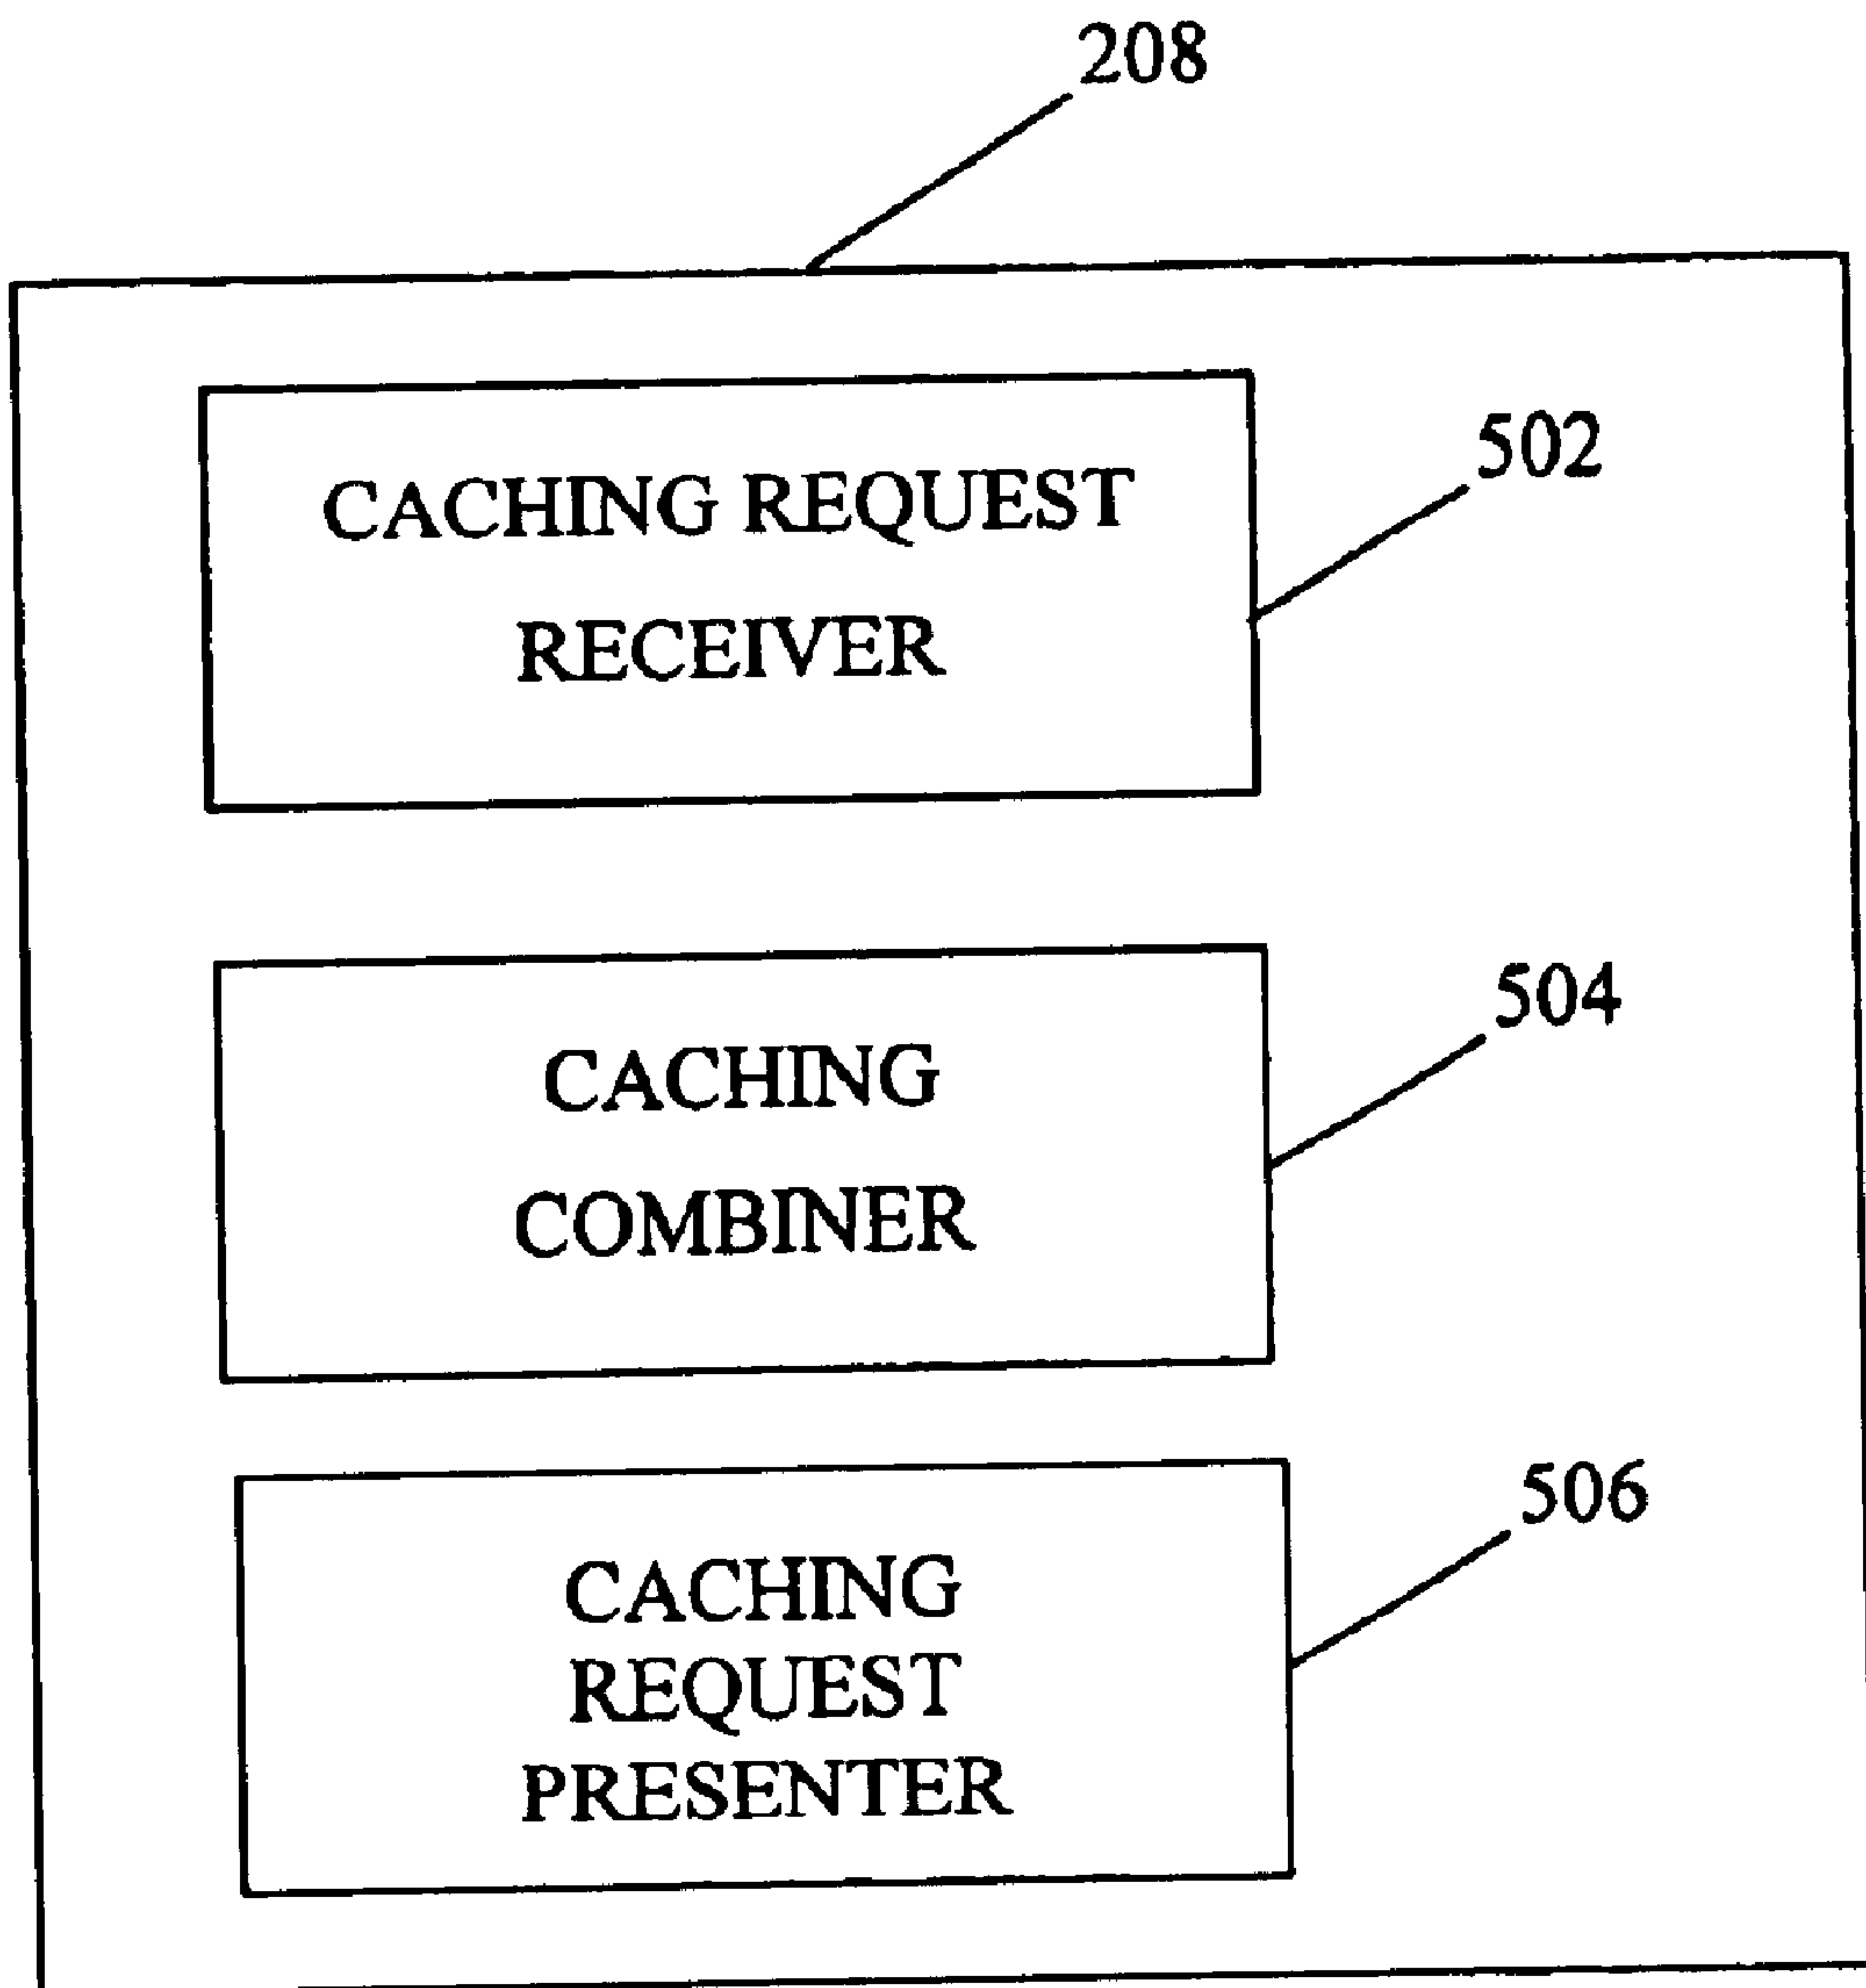 208
CACHING REQUEST
RECEIVER
502
CACHING
COMBINER
504
CACHING
REQUEST
PRESENTER
506